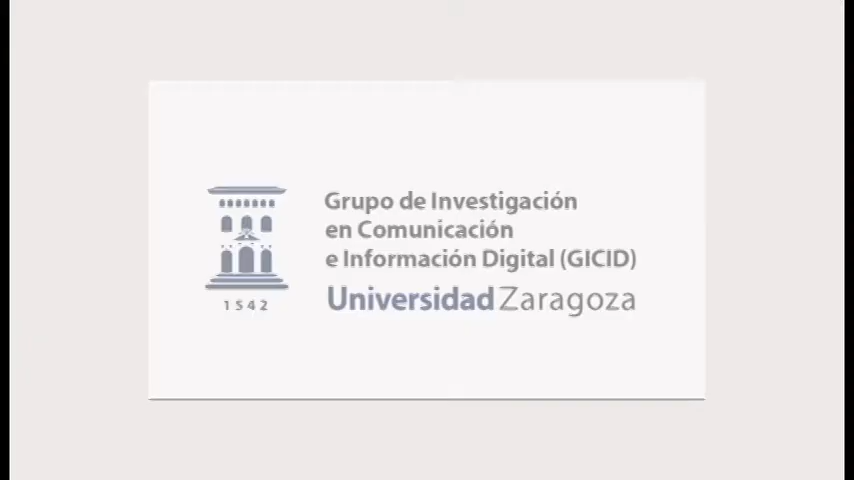 Grupo de Investigación
en Comunicación
e Información Digital (GICID)
Universidad Zaragoza
1542